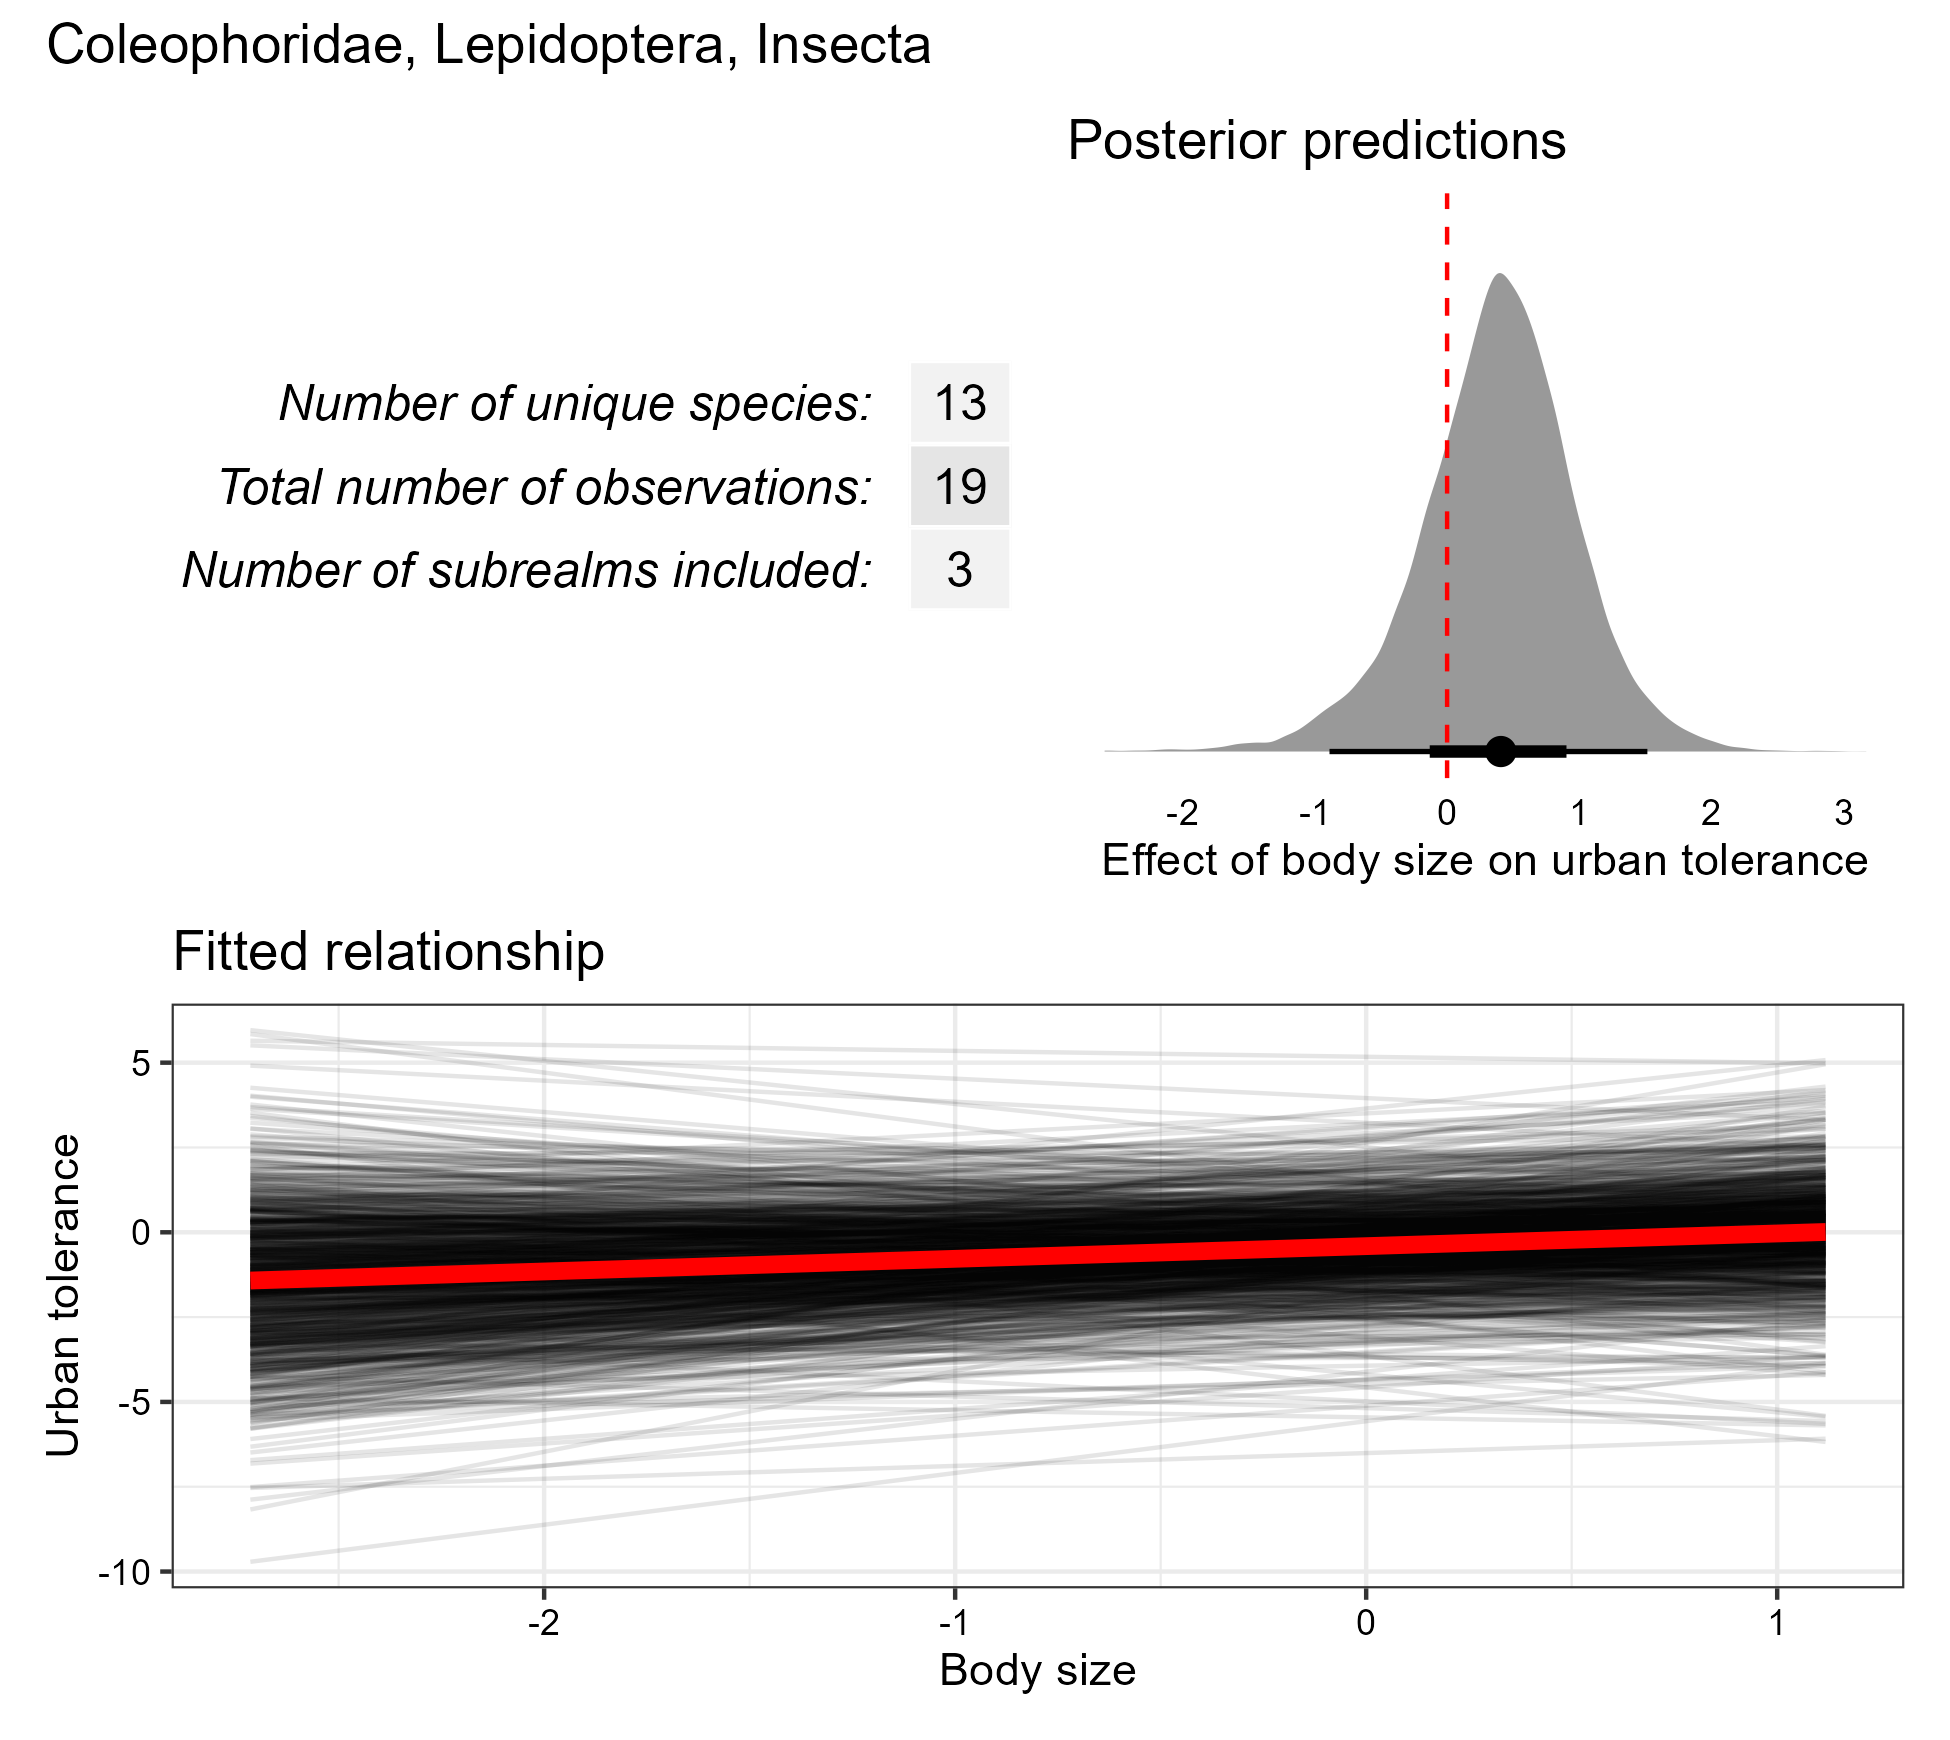 Coleophoridae, Lepidoptera, Insecta
Posterior predictions
Number of unique species: 13
Total number of observations: 19
Number of subrealms included: 3
-2 -1 0 1 2 3
Effect of body size on urban tolerance
Fitted relationship
Urban tolerance
5
0
-5
-10
-2 -1 0 1
Body size